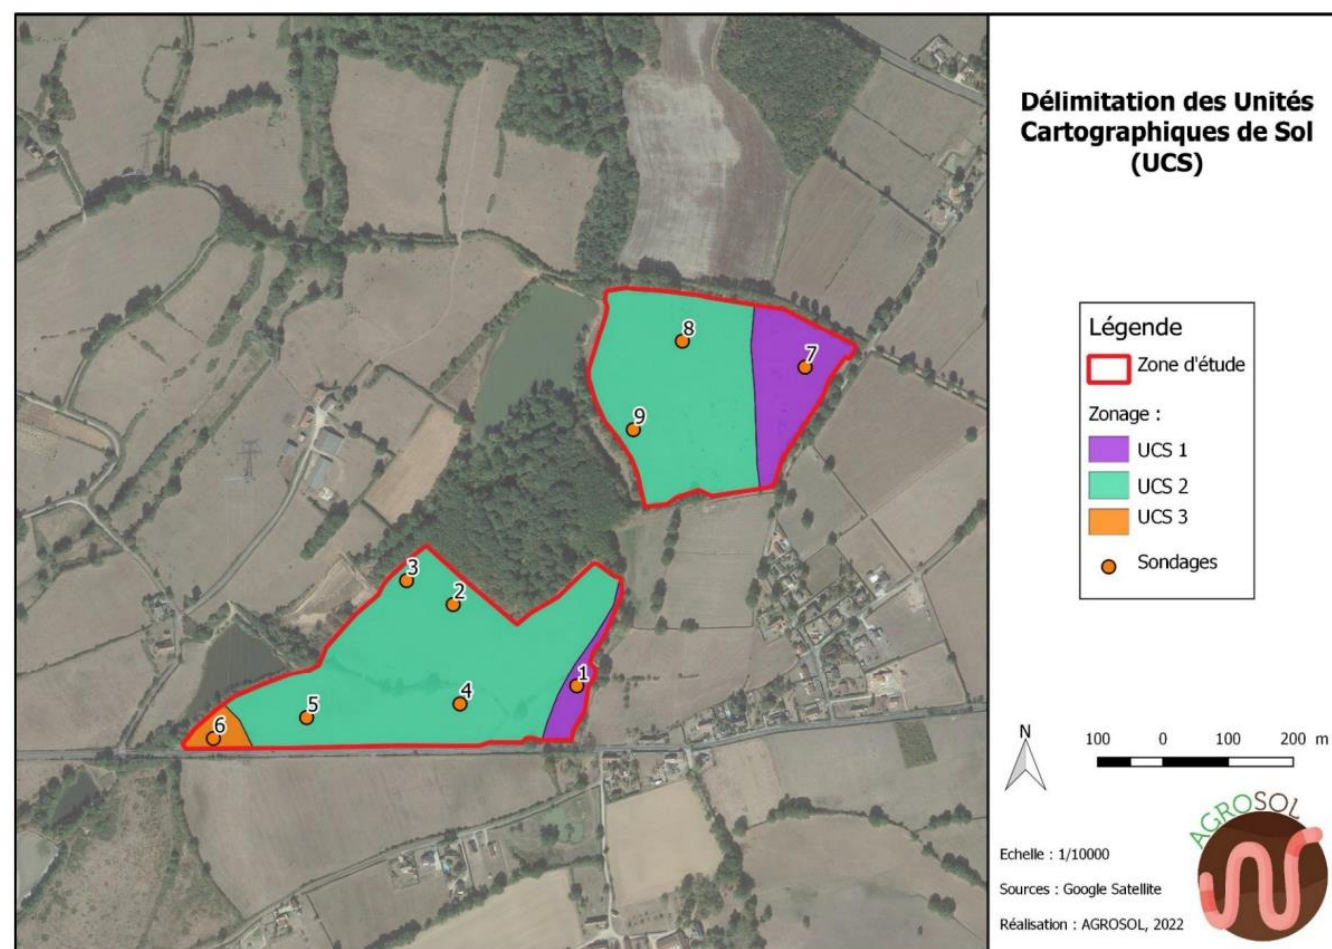 Délimitation des Unités
Cartographiques de Sol
(UCS)
8
7
9
3
2
1
4
5
6
Légende
Zone d'étude
Zonage :
UCS 1
UCS 2
UCS 3
Sondages
N
100 0 100 200 m
AGROSOL
Echelle : 1/10000
Sources : Google Satellite
Réalisation : AGROSOL, 2022